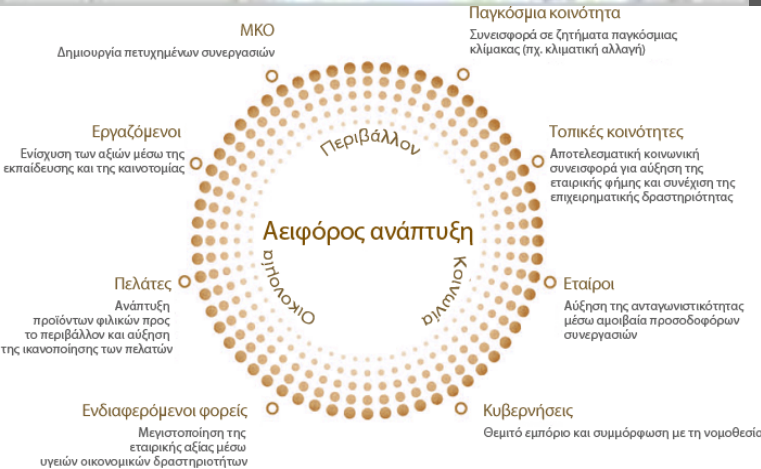 ΜΚΟ
Δημιουργία πετυχημένων συνεργασιών
Παγκόσμια κοινότητα
Συνεισφορά σε ζητήματα παγκόσμιας
κλίμακας (πχ. κλιματική αλλαγή)
Εργαζόμενοι
Ενίσχυση των αξιών μέσω της
εκπαίδευσης και της καινοτομίας
Τοπικές κοινότητες
Αποτελεσματική κοινωνική
συνεισφορά για αύξηση της
εταιρικής φήμης και συνέχιση της
επιχειρηματικής δραστηριότητας
Περιβάλλον
Αειφόρος ανάπτυξη
Οικονομία
Κοινωνία
Πελάτες
Ανάπτυξη
προϊόντων φιλικών προς
το περιβάλλον και αύξηση
της ικανοποίησης των πελατών
Εταίροι
Αύξηση της ανταγωνιστικότητας
μέσω αμοιβαία προσοδοφόρων
συνεργασιών
Ενδιαφερόμενοι φορείς
Μεγιστοποίηση της
εταιρικής αξίας μέσω
υγειών οικονομικών δραστηριοτήτων
Κυβερνήσεις
Θεμιτό εμπόριο και συμμόρφωση με τη νομοθεσία